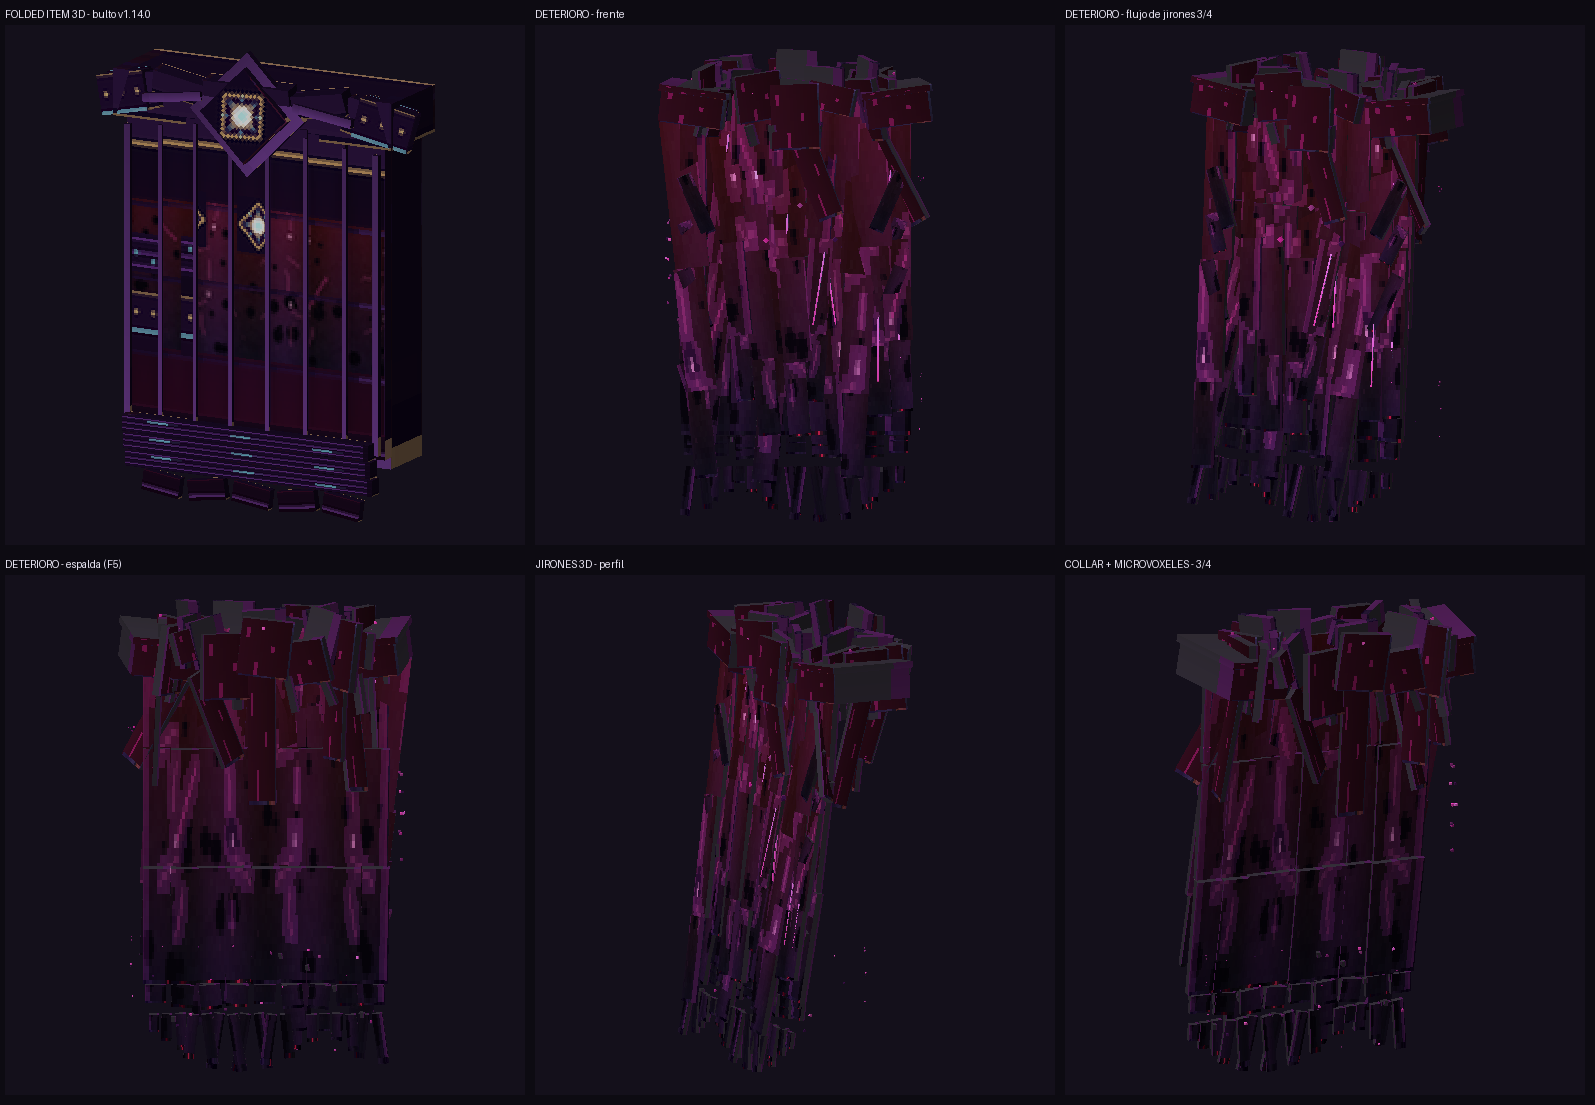 FOLDED ITEM 3D - bulto v1.14.0
DETERIORO - frente
DETERIORO - flujo de jirones 3/4
DETERIORO - espalda (F5)
JIRONES 3D - perfil
COLLAR + MICROVOXELES - 3/4